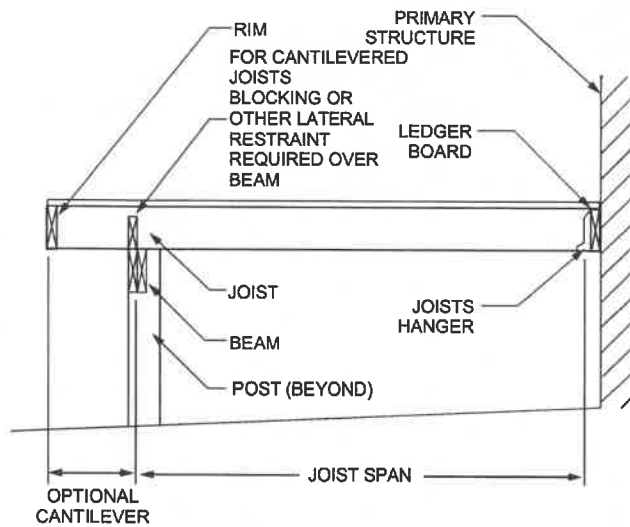 RIM
FOR CANTILEVERED
JOISTS
BLOCKING OR
OTHER LATERAL
RESTRAINT
REQUIRED OVER
BEAM
PRIMARY
STRUCTURE
LEDGER
BOARD
JOIST
BEAM
POST (BEYOND)
JOISTS
HANGER
JOIST SPAN
OPTIONAL
CANTILEVER